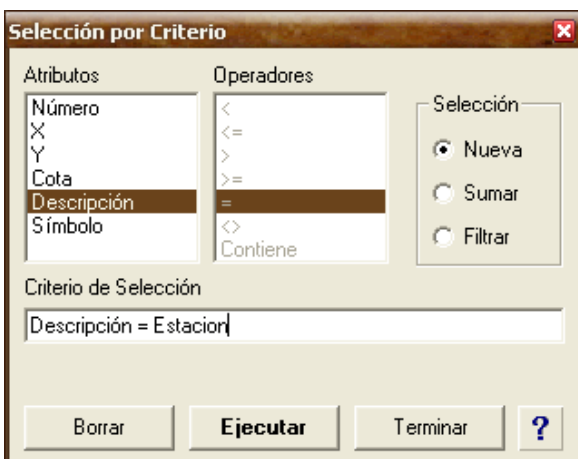 Selección por Criterio
Atributos
Operadores
Número
X
Y
Cota
Descripción
Símbolo
<
<=
>
>=
=
<>
Contiene
Selección
Nueva
Sumar
Filtrar
Criterio de Selección
Descripción = Estacion
Borrar
Ejecutar
Terminar
?